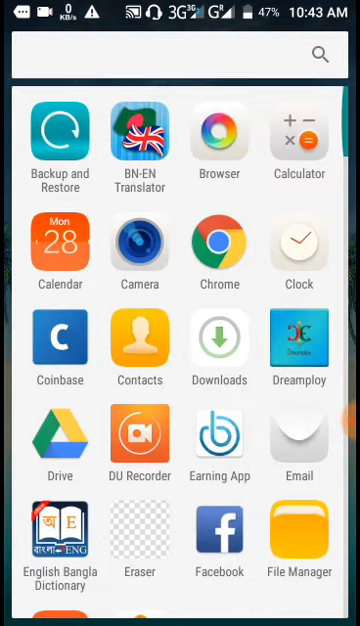 0 KB/s 3G 3G G R 47% 10:43 AM
Backup and Restore
BN-EN Translator
Browser
Calculator
Mon
28
Calendar
Camera
Chrome
Clock
C
Coinbase
Contacts
Downloads
Dreamploy
Dreamploy
Drive
DU Recorder
Earning App
Email
অ E
বাংলা ENG
English Bangla Dictionary
Eraser
Facebook
File Manager